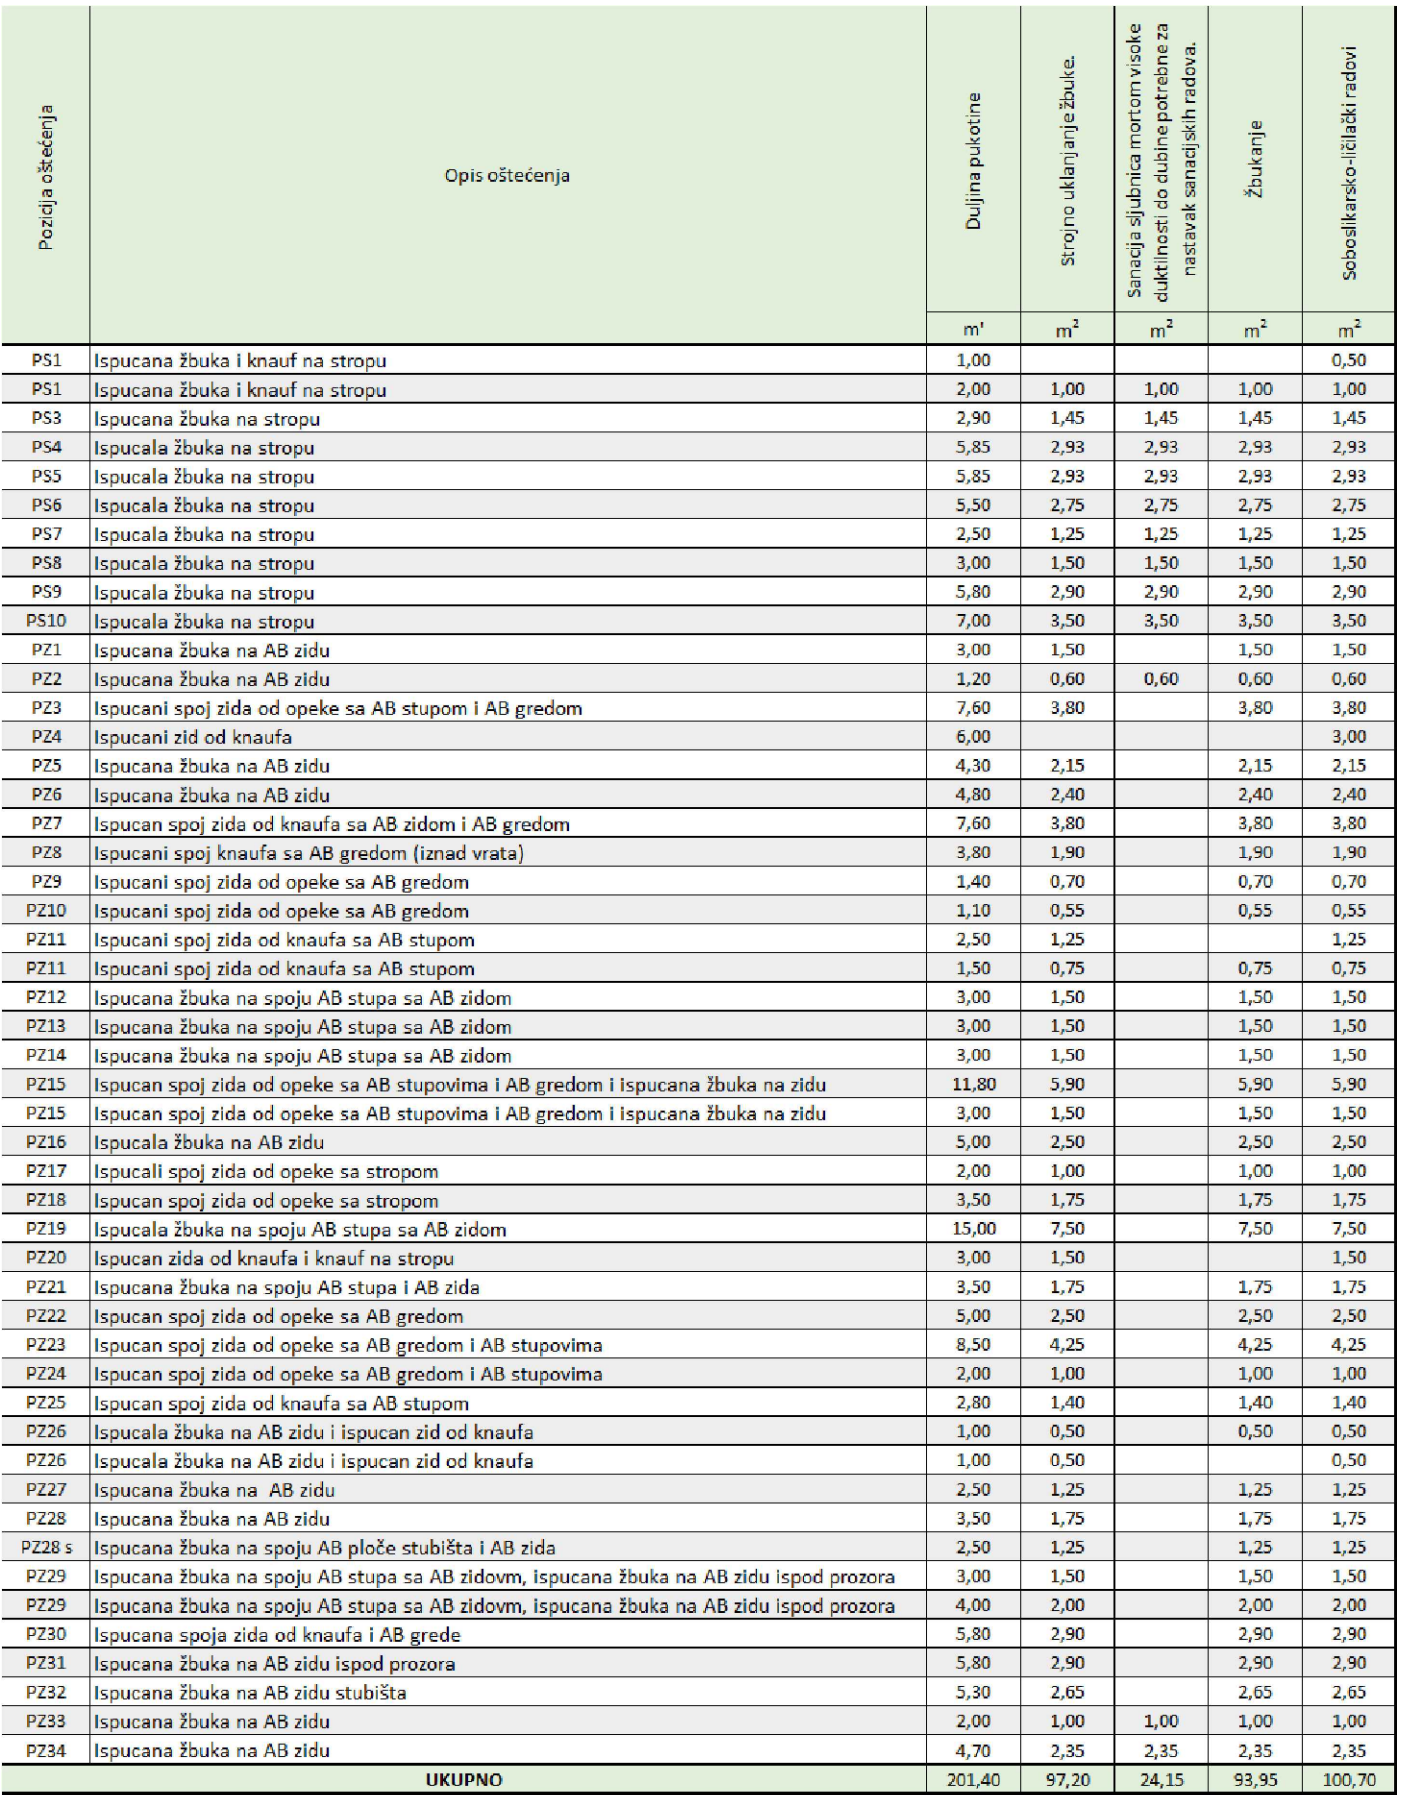 Pozicija oštećenja
Opis oštećenja
Duljina pukotine
Strojno uklanjanje žbuke.
Sanacija sljubnica mortom visoke
duktilnosti do dubine potrebne za
nastavak sanacijskih radova.
Žbukanje
Soboslikarsko-ličilački radovi
m' m² m² m² m²
PS1 Ispucana žbuka i knauf na stropu 1,00 0,50
PS1 Ispucana žbuka i knauf na stropu 2,00 1,00 1,00 1,00 1,00
PS3 Ispucana žbuka na stropu 2,90 1,45 1,45 1,45 1,45
PS4 Ispucala žbuka na stropu 5,85 2,93 2,93 2,93 2,93
PS5 Ispucala žbuka na stropu 5,85 2,93 2,93 2,93 2,93
PS6 Ispucala žbuka na stropu 5,50 2,75 2,75 2,75 2,75
PS7 Ispucala žbuka na stropu 2,50 1,25 1,25 1,25 1,25
PS8 Ispucala žbuka na stropu 3,00 1,50 1,50 1,50 1,50
PS9 Ispucala žbuka na stropu 5,80 2,90 2,90 2,90 2,90
PS10 Ispucala žbuka na stropu 7,00 3,50 3,50 3,50 3,50
PZ1 Ispucana žbuka na AB zidu 3,00 1,50 1,50 1,50
PZ2 Ispucana žbuka na AB zidu 1,20 0,60 0,60 0,60 0,60
PZ3 Ispucani spoj zida od opeke sa AB stupom i AB gredom 7,60 3,80 3,80 3,80
PZ4 Ispucani zid od knaufa 6,00 3,00
PZ5 Ispucana žbuka na AB zidu 4,30 2,15 2,15 2,15
PZ6 Ispucana žbuka na AB zidu 4,80 2,40 2,40 2,40
PZ7 Ispucan spoj zida od knaufa sa AB zidom i AB gredom 7,60 3,80 3,80 3,80
PZ8 Ispucani spoj knaufa sa AB gredom (iznad vrata) 3,80 1,90 1,90 1,90
PZ9 Ispucani spoj zida od opeke sa AB gredom 1,40 0,70 0,70 0,70
PZ10 Ispucani spoj zida od opeke sa AB gredom 1,10 0,55 0,55 0,55
PZ11 Ispucani spoj zida od knaufa sa AB stupom 2,50 1,25 1,25
PZ11 Ispucani spoj zida od knaufa sa AB stupom 1,50 0,75 0,75 0,75
PZ12 Ispucana žbuka na spoju AB stupa sa AB zidom 3,00 1,50 1,50 1,50
PZ13 Ispucana žbuka na spoju AB stupa sa AB zidom 3,00 1,50 1,50 1,50
PZ14 Ispucana žbuka na spoju AB stupa sa AB zidom 3,00 1,50 1,50 1,50
PZ15 Ispucan spoj zida od opeke sa AB stupovima i AB gredom i ispucana žbuka na zidu 11,80 5,90 5,90 5,90
PZ15 Ispucan spoj zida od opeke sa AB stupovima i AB gredom i ispucana žbuka na zidu 3,00 1,50 1,50 1,50
PZ16 Ispucala žbuka na AB zidu 5,00 2,50 2,50 2,50
PZ17 Ispucali spoj zida od opeke sa stropom 2,00 1,00 1,00 1,00
PZ18 Ispucan spoj zida od opeke sa stropom 3,50 1,75 1,75 1,75
PZ19 Ispucala žbuka na spoju AB stupa sa AB zidom 15,00 7,50 7,50 7,50
PZ20 Ispucan zida od knaufa i knauf na stropu 3,00 1,50 1,50
PZ21 Ispucana žbuka na spoju AB stupa i AB zida 3,50 1,75 1,75 1,75
PZ22 Ispucan spoj zida od opeke sa AB gredom 5,00 2,50 2,50 2,50
PZ23 Ispucan spoj zida od opeke sa AB gredom i AB stupovima 8,50 4,25 4,25 4,25
PZ24 Ispucan spoj zida od opeke sa AB gredom i AB stupovima 2,00 1,00 1,00 1,00
PZ25 Ispucan spoj zida od knaufa sa AB stupom 2,80 1,40 1,40 1,40
PZ26 Ispucala žbuka na AB zidu i ispucan zid od knaufa 1,00 0,50 0,50 0,50
PZ26 Ispucala žbuka na AB zidu i ispucan zid od knaufa 1,00 0,50 0,50
PZ27 Ispucana žbuka na AB zidu 2,50 1,25 1,25 1,25
PZ28 Ispucana žbuka na AB zidu 3,50 1,75 1,75 1,75
PZ28 s Ispucana žbuka na spoju AB ploče stubišta i AB zida 2,50 1,25 1,25 1,25
PZ29 Ispucana žbuka na spoju AB stupa sa AB zidovm, ispucana žbuka na AB zidu ispod prozora 3,00 1,50 1,50 1,50
PZ29 Ispucana žbuka na spoju AB stupa sa AB zidovm, ispucana žbuka na AB zidu ispod prozora 4,00 2,00 2,00 2,00
PZ30 Ispucana spoja zida od knaufa i AB grede 5,80 2,90 2,90 2,90
PZ31 Ispucana žbuka na AB zidu ispod prozora 5,80 2,90 2,90 2,90
PZ32 Ispucana žbuka na AB zidu stubišta 5,30 2,65 2,65 2,65
PZ33 Ispucana žbuka na AB zidu 2,00 1,00 1,00 1,00 1,00
PZ34 Ispucana žbuka na AB zidu 4,70 2,35 2,35 2,35 2,35
UKUPNO 201,40 97,20 24,15 93,95 100,70